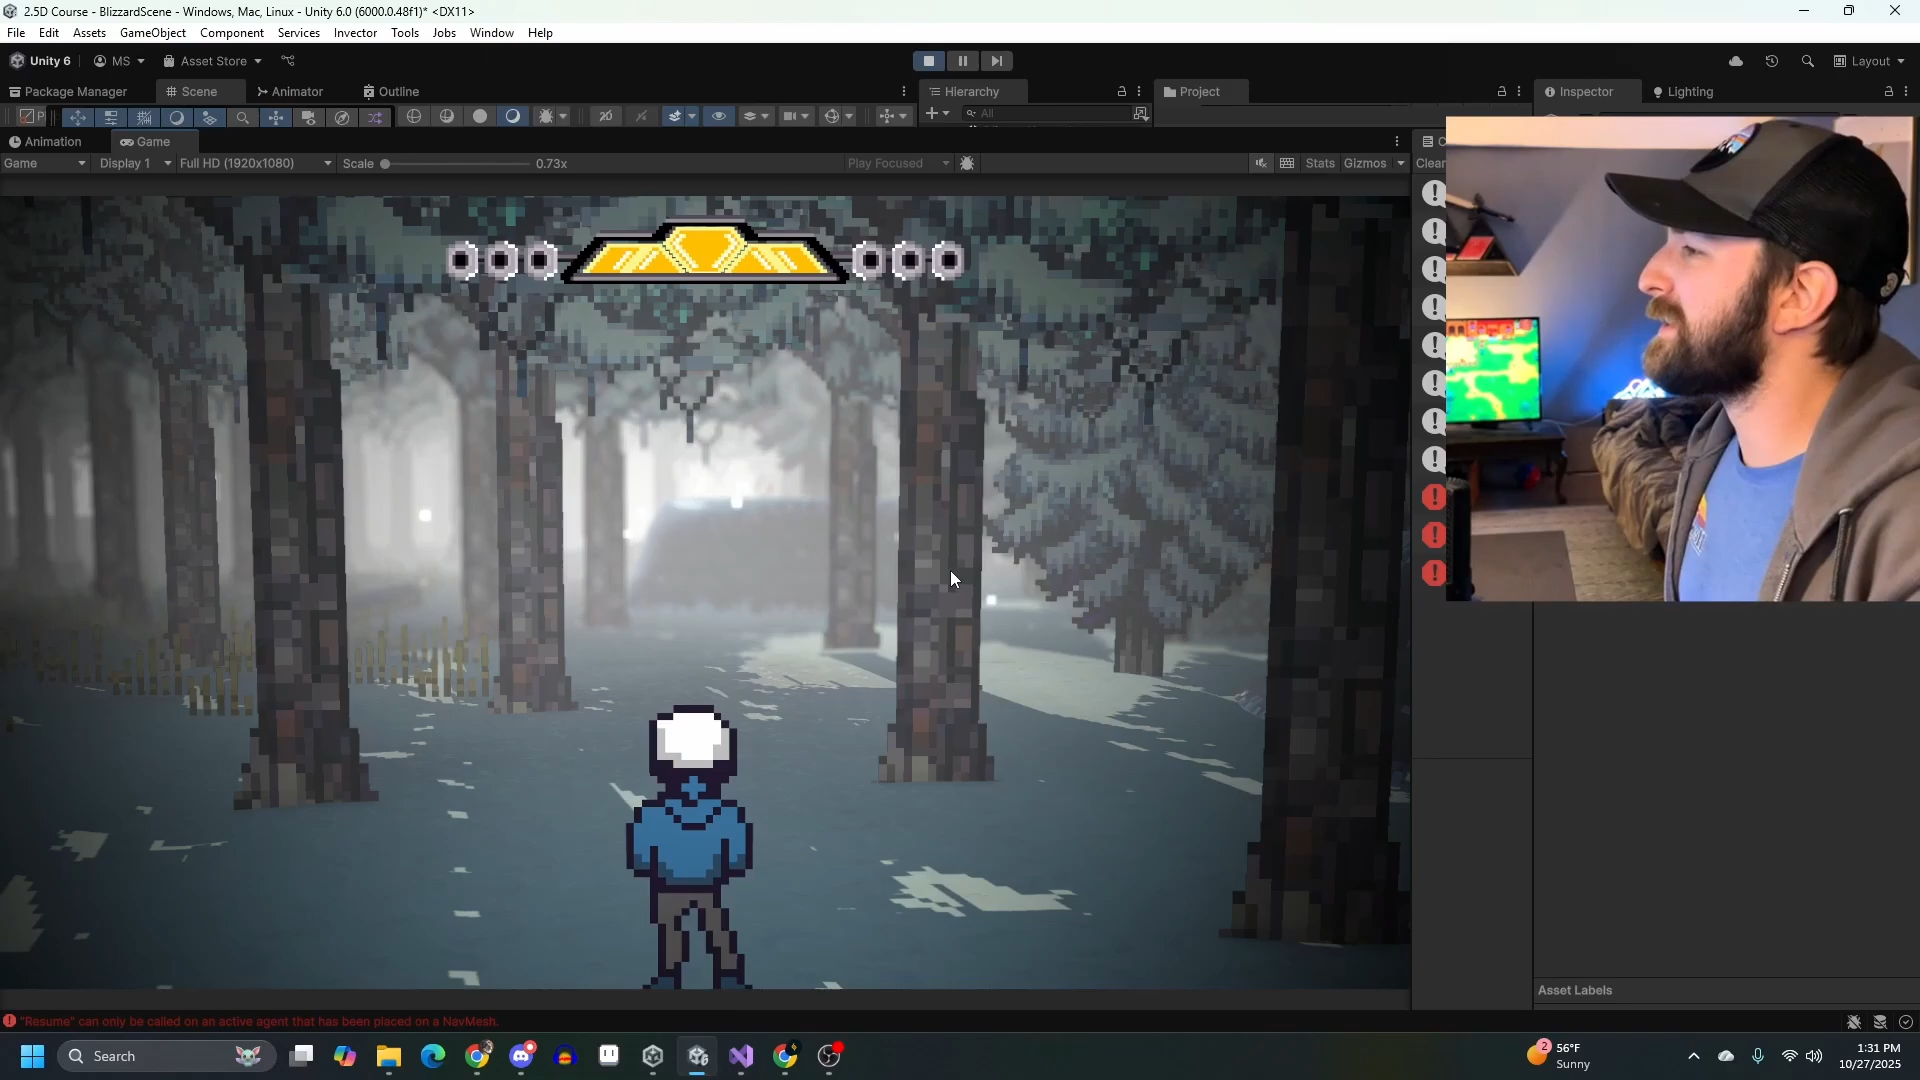 2.5D Course - BlizzardScene - Windows, Mac, Linux - Unity 6.0 (6000.0.48f1)* <DX11>
File Edit Assets GameObject Component Services Invector Tools Jobs Window Help
Unity 6 MS Asset Store Layout
Package Manager Scene Animator Outline Hierarchy Project Inspector Lighting
P All
Animation Game
Game Display 1 Full HD (1920x1080) Scale 0.73x Play Focused Stats Gizmos Clear
Asset Labels
"Resume" can only be called on an active agent that has been placed on a NavMesh.
Search 2 56°F 1:31 PM
Sunny 10/27/2025